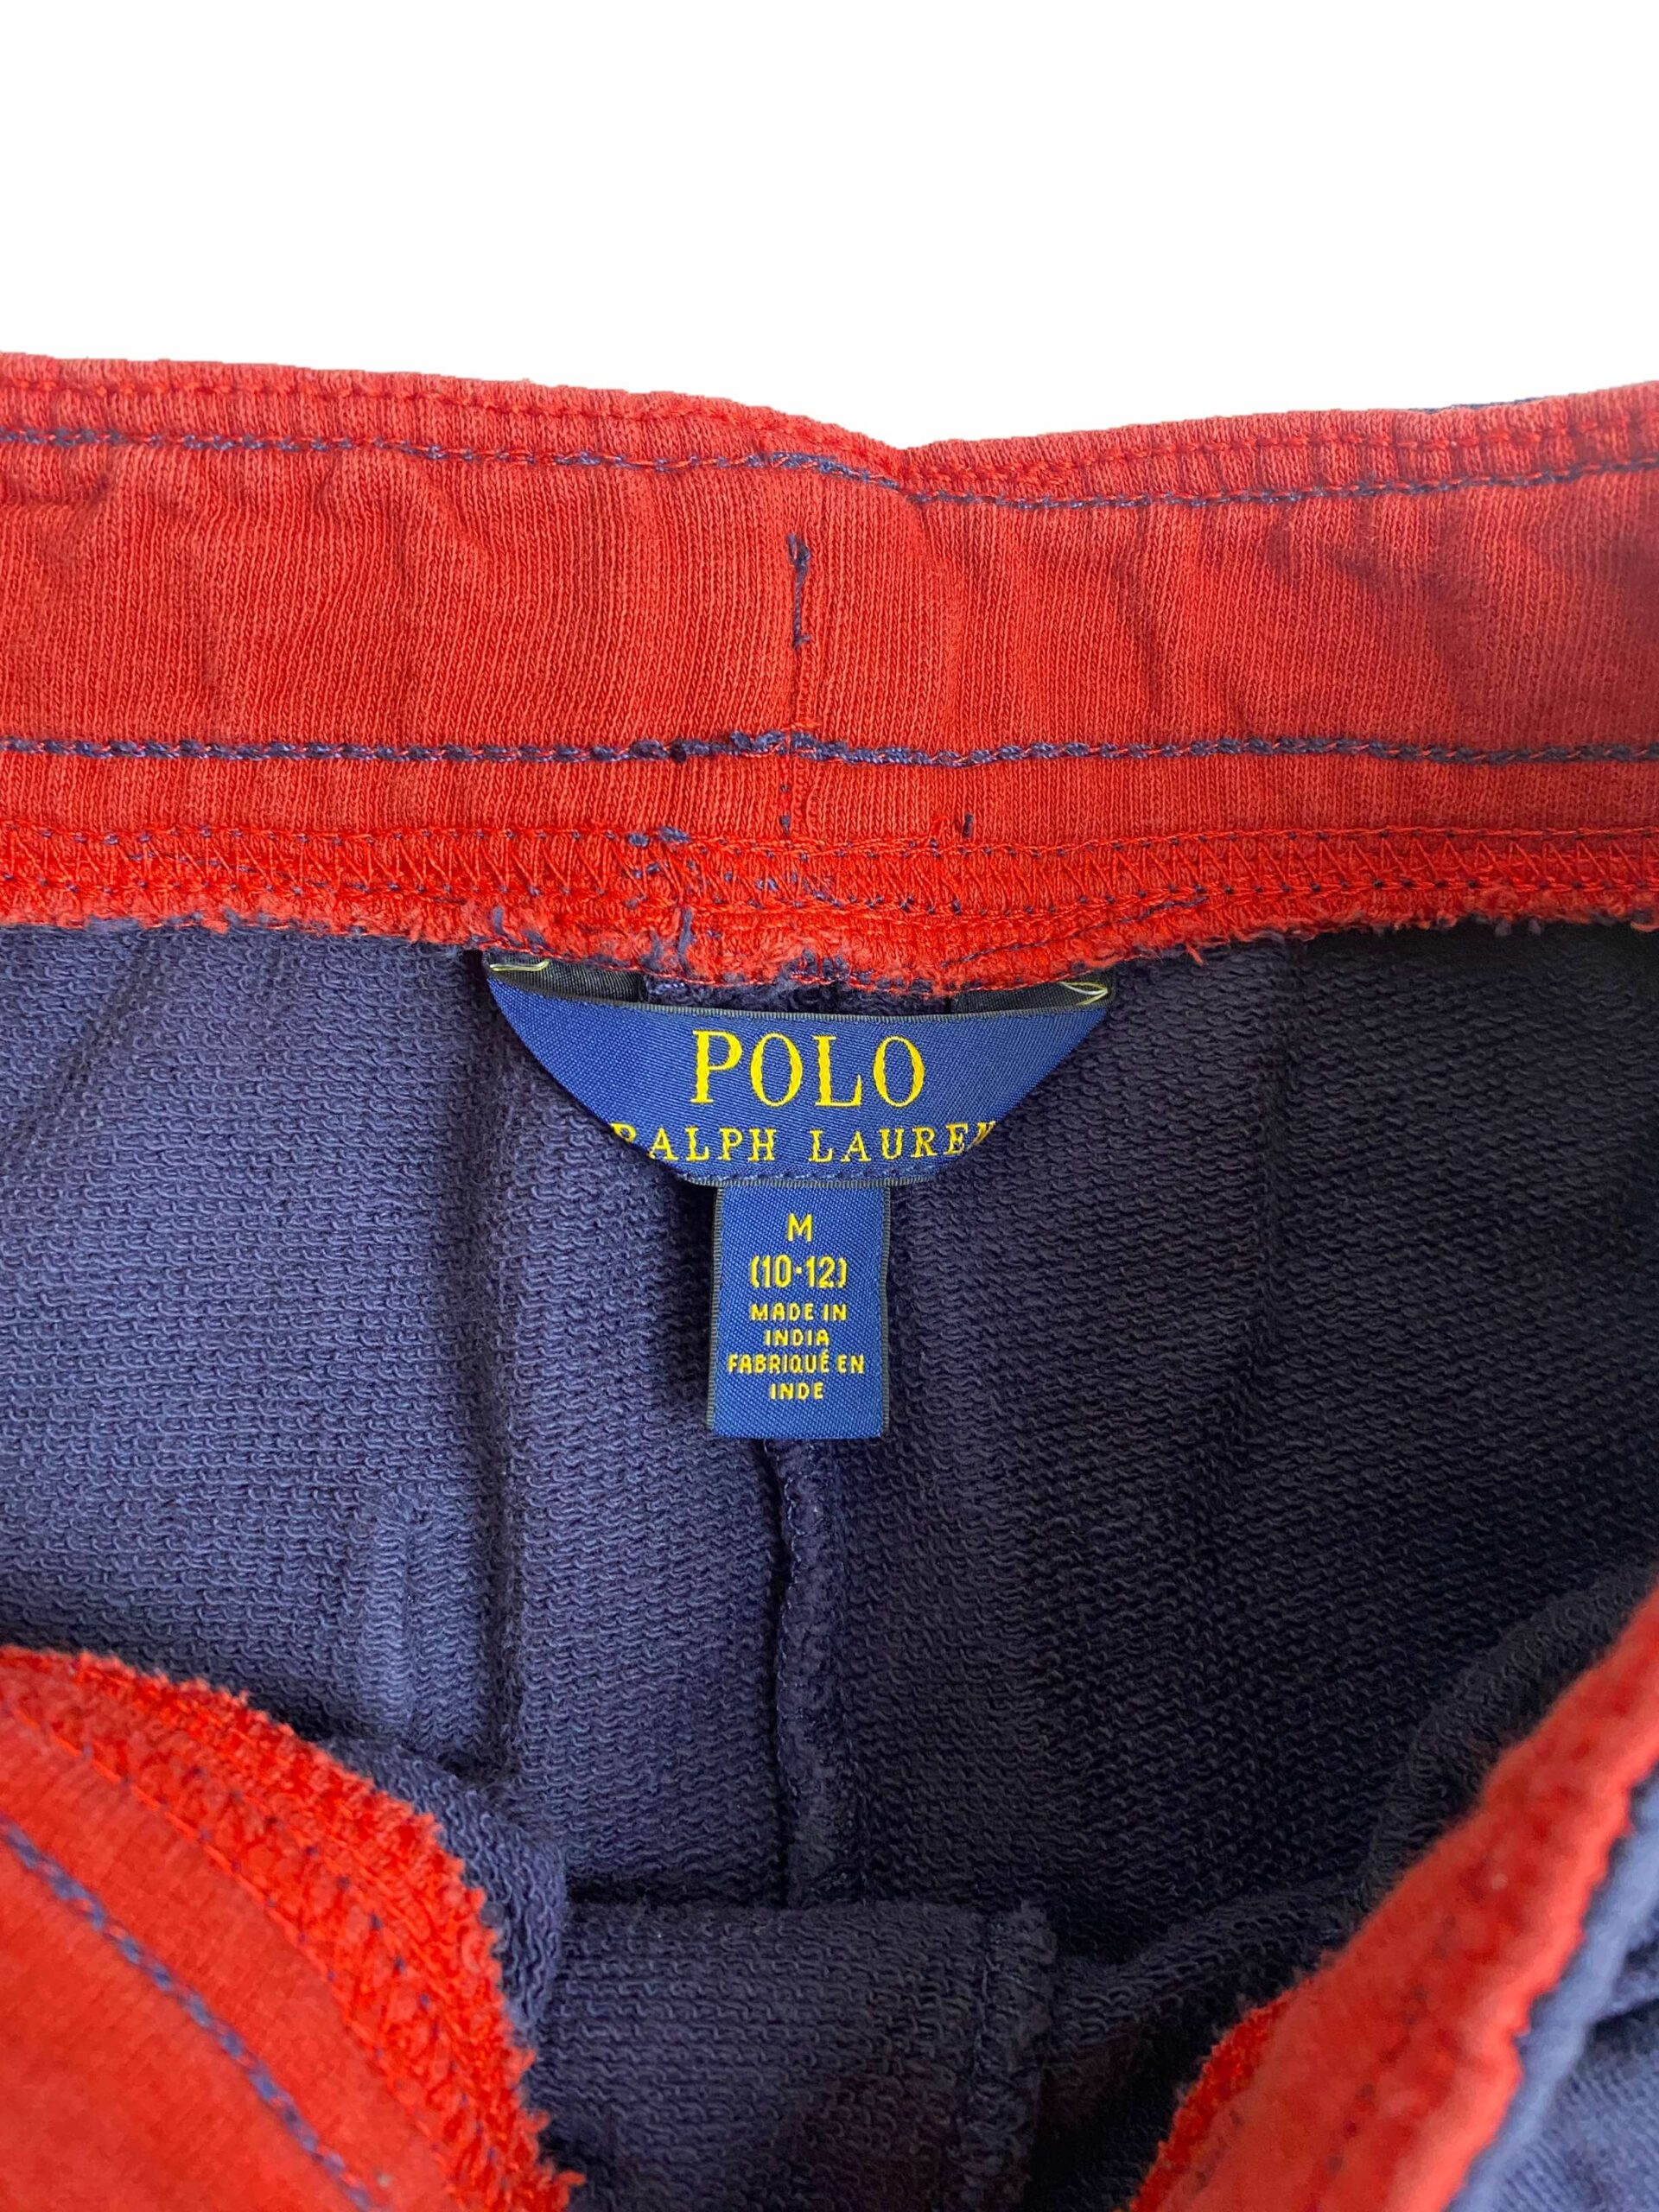 POLO
RALPH LAUREN
M
(10-12)
MADE IN
INDIA
FABRIQUÉ EN
INDE